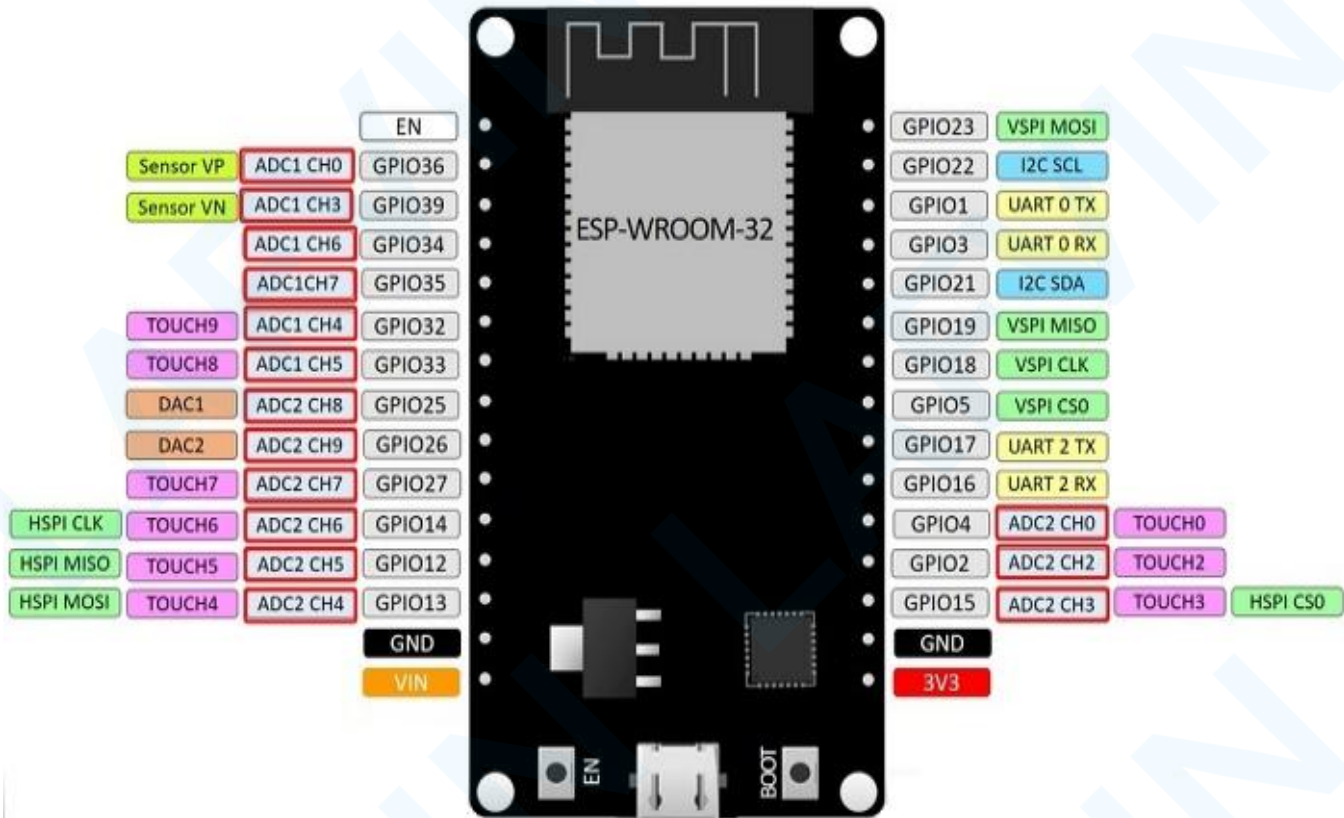 EN GPIO23 VSPI MOSI
Sensor VP ADC1 CH0 GPIO36 GPIO22 I2C SCL
Sensor VN ADC1 CH3 GPIO39 GPIO1 UART 0 TX
ESP-WROOM-32
ADC1 CH6 GPIO34 GPIO3 UART 0 RX
ADC1CH7 GPIO35 GPIO21 I2C SDA
TOUCH9 ADC1 CH4 GPIO32 GPIO19 VSPI MISO
TOUCH8 ADC1 CH5 GPIO33 GPIO18 VSPI CLK
DAC1 ADC2 CH8 GPIO25 GPIO5 VSPI CS0
DAC2 ADC2 CH9 GPIO26 GPIO17 UART 2 TX
TOUCH7 ADC2 CH7 GPIO27 GPIO16 UART 2 RX
HSPI CLK TOUCH6 ADC2 CH6 GPIO14 GPIO4 ADC2 CH0 TOUCH0
HSPI MISO TOUCH5 ADC2 CH5 GPIO12 GPIO2 ADC2 CH2 TOUCH2
HSPI MOSI TOUCH4 ADC2 CH4 GPIO13 GPIO15 ADC2 CH3 TOUCH3 HSPI CS0
GND GND
VIN 3V3
EN BOOT